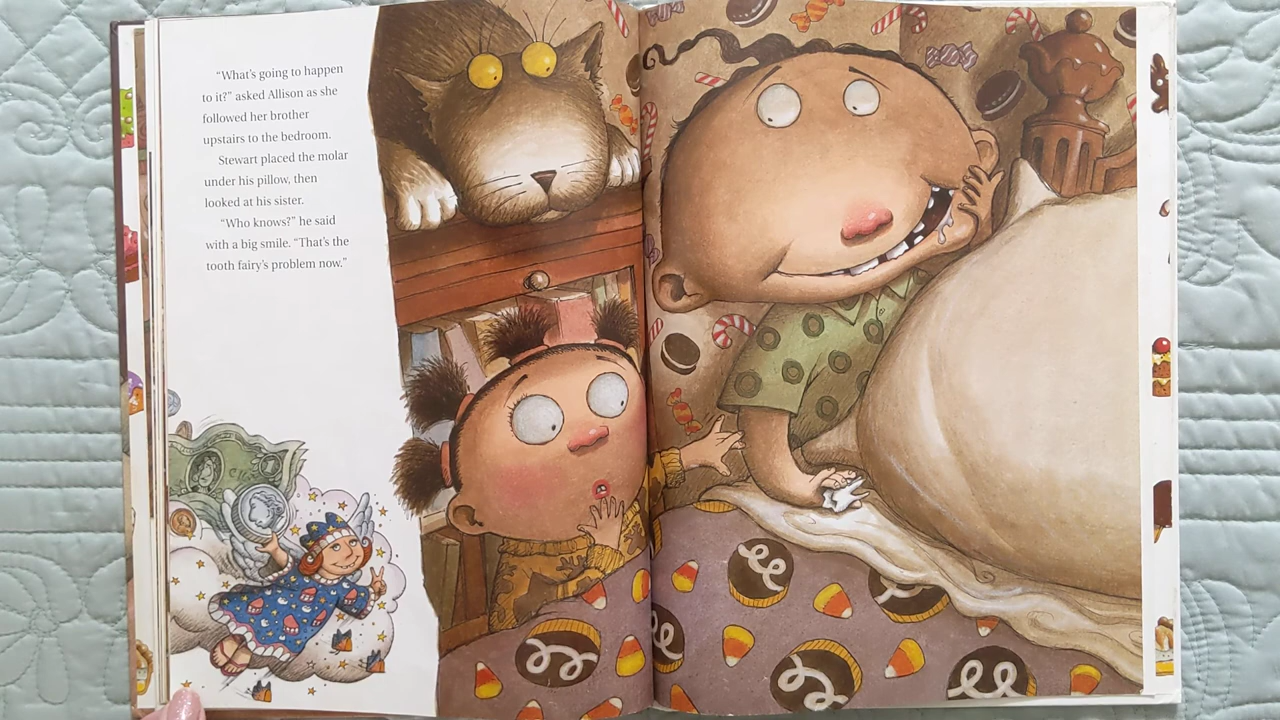 “What’s going to happen
to it?” asked Allison as she
followed her brother
upstairs to the bedroom.
Stewart placed the molar
under his pillow, then
looked at his sister.
“Who knows?” he said
with a big smile. “That’s the
tooth fairy’s problem now.”